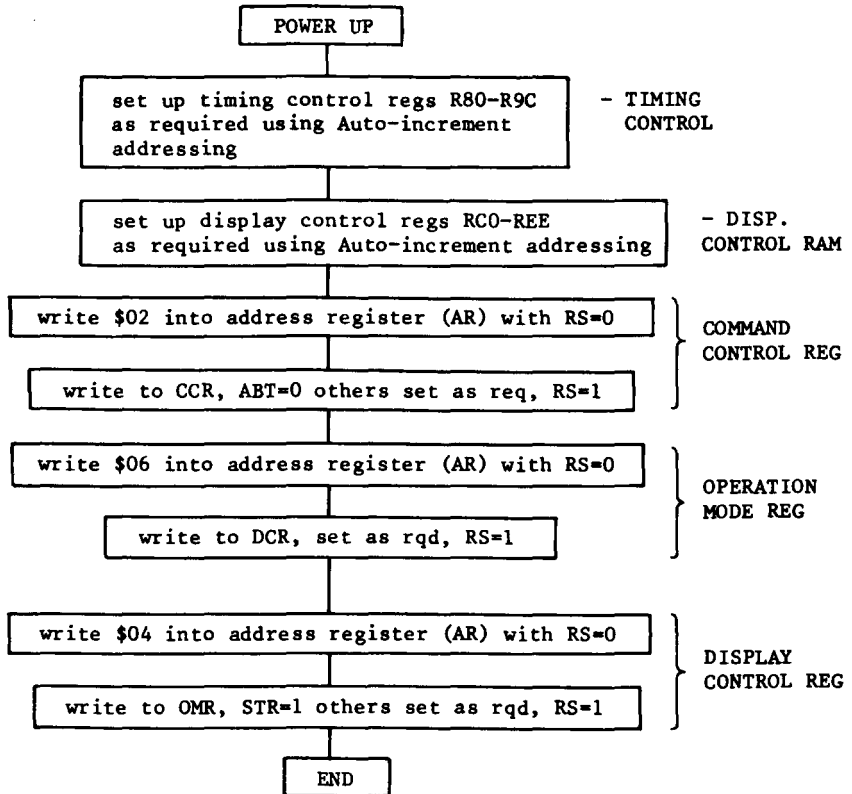 POWER UP
set up timing control regs R80-R9C
as required using Auto-increment
addressing
- TIMING
CONTROL
set up display control regs RC0-REE
as required using Auto-increment addressing
- DISP.
CONTROL RAM
write $02 into address register (AR) with RS=0
write to CCR, ABT=0 others set as req, RS=1
COMMAND
CONTROL REG
write $06 into address register (AR) with RS=0
write to DCR, set as rqd, RS=1
OPERATION
MODE REG
write $04 into address register (AR) with RS=0
write to OMR, STR=1 others set as rqd, RS=1
DISPLAY
CONTROL REG
END